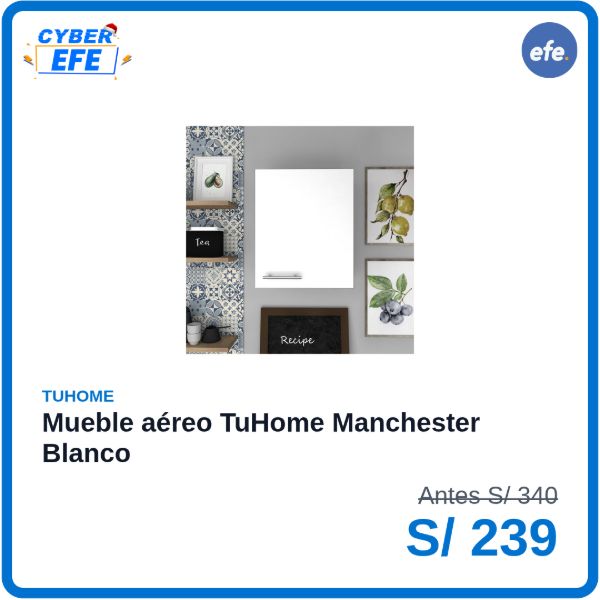 CYBER
EFE
efe.
Tea
Recipe
TUHOME
Mueble aéreo TuHome Manchester
Blanco
Antes S/ 340
S/ 239